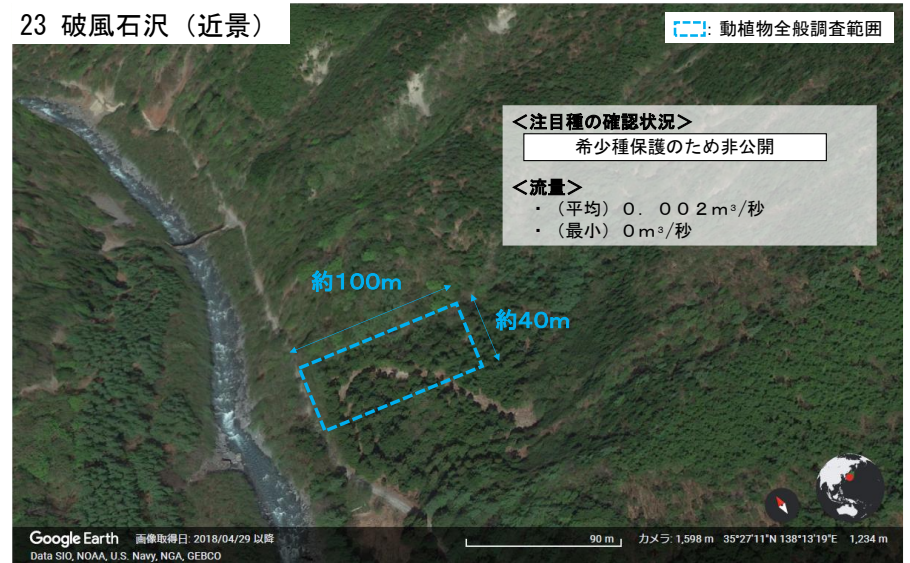 23 破風石沢（近景）
: 動植物全般調査範囲
＜注目種の確認状況＞
希少種保護のため非公開
＜流量＞
・（平均）０．００２ｍ³/秒
・（最小）０ｍ³/秒
約100m
約40m
Google Earth 画像取得日: 2018/04/29 以降
Data SIO, NOAA, U.S. Navy, NGA, GEBCO
90 m
カメラ: 1,598 m 35°27'11"N 138°13'19"E 1,234 m